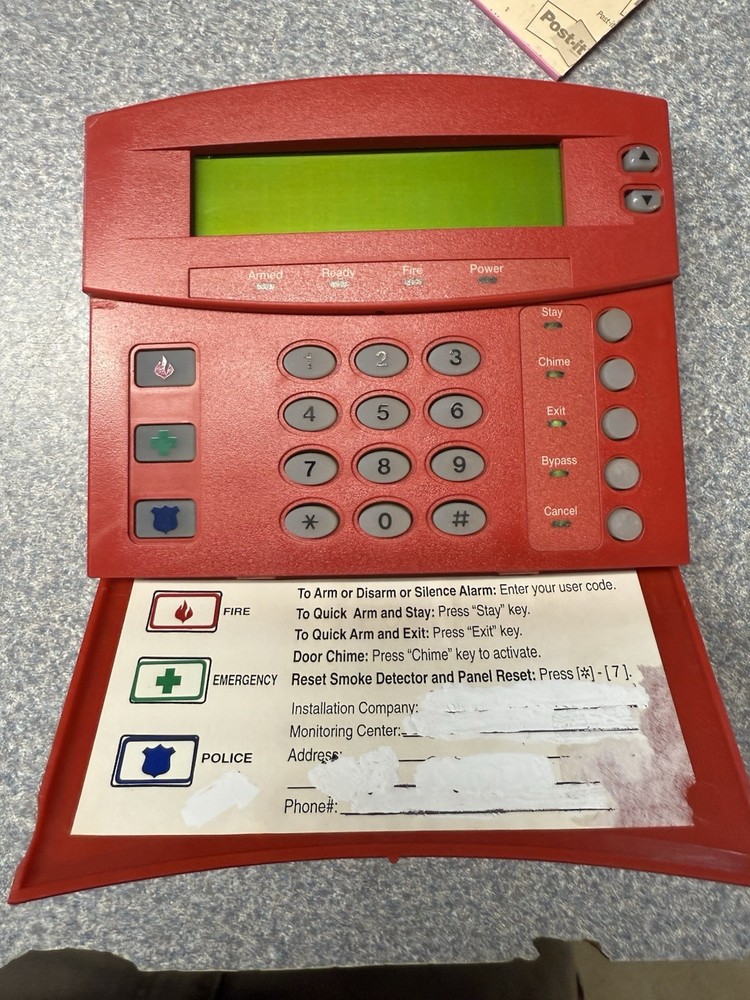 Post-it
Post-it
Armed Ready Fire Power
Stay
Chime
Exit
Bypass
Cancel
1 2 3
4 5 6
7 8 9
* 0 #
FIRE
EMERGENCY
POLICE
To Arm or Disarm or Silence Alarm: Enter your user code.
To Quick Arm and Stay: Press “Stay” key.
To Quick Arm and Exit: Press “Exit” key.
Door Chime: Press “Chime” key to activate.
Reset Smoke Detector and Panel Reset: Press [*] - [ 7 ].
Installation Company:
Monitoring Center:
Address:
Phone#: